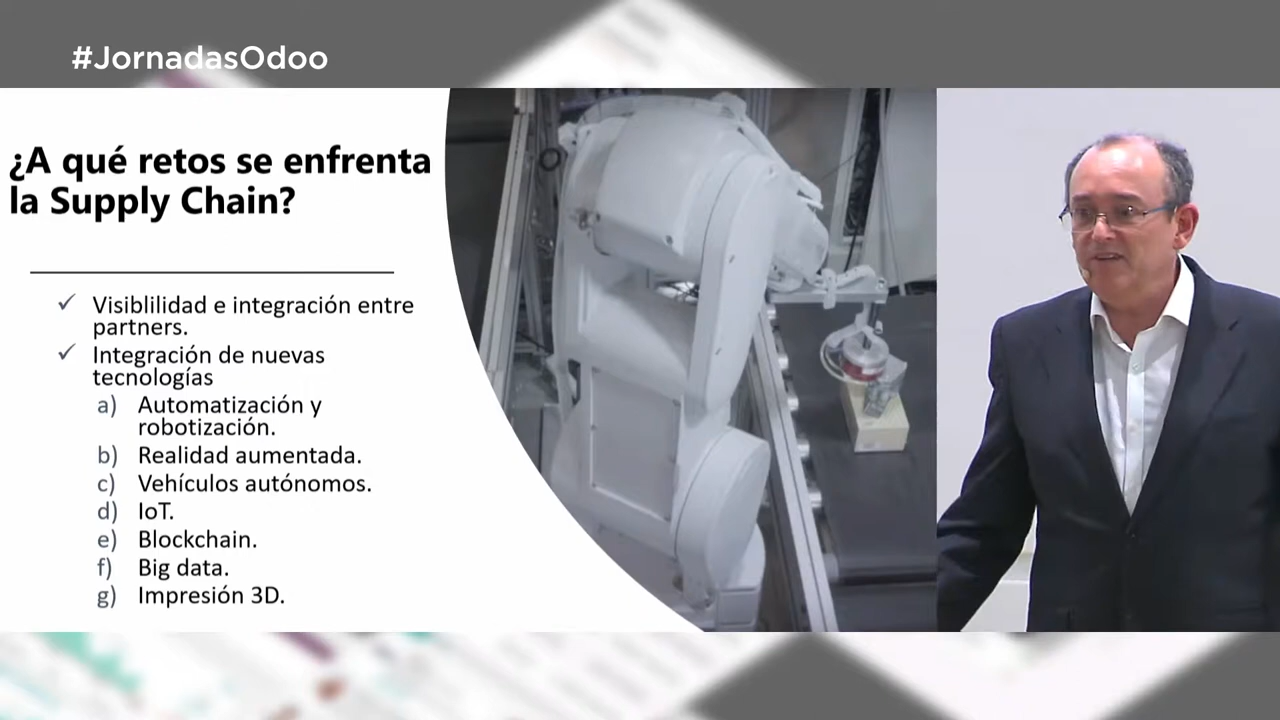 #JornadasOdoo
¿A qué retos se enfrenta
la Supply Chain?
✓ Visiblilidad e integración entre
partners.
✓ Integración de nuevas
tecnologías
a) Automatización y
robotización.
b) Realidad aumentada.
c) Vehículos autónomos.
d) IoT.
e) Blockchain.
f) Big data.
g) Impresión 3D.